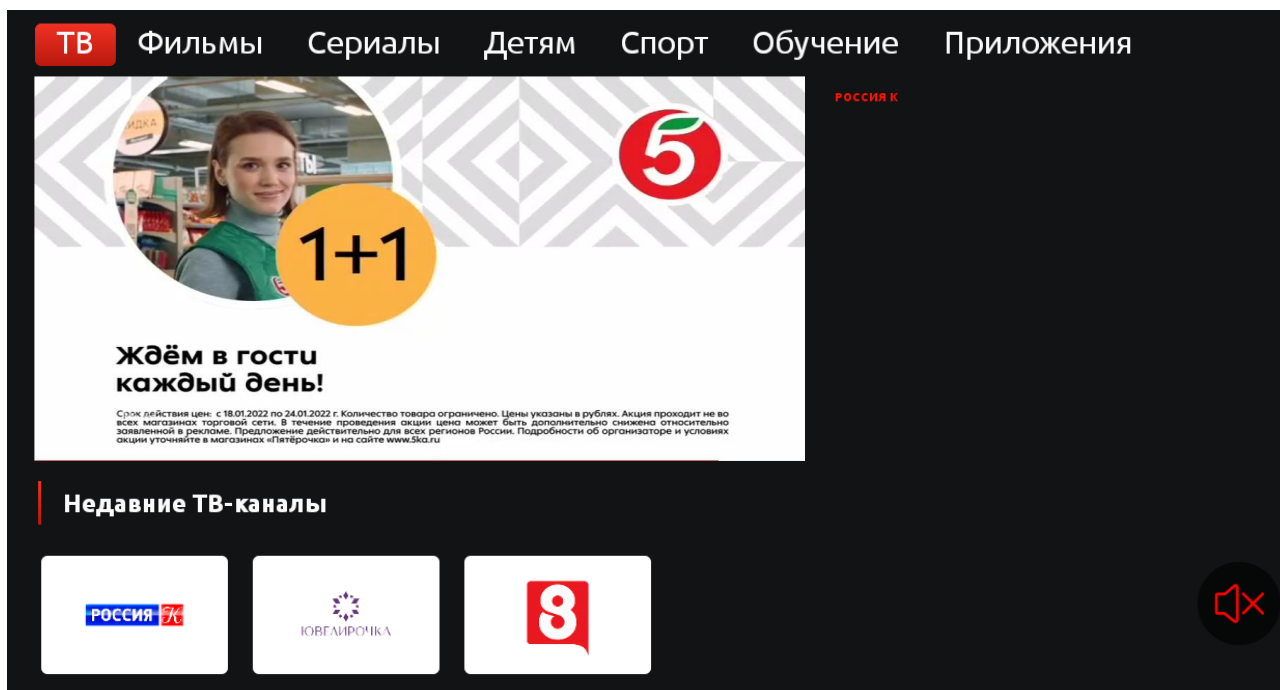 ТВ Фильмы Сериалы Детям Спорт Обучение Приложения
РОССИЯ К
5
1+1
Ждём в гости
каждый день!
Срок действия цен: с 18.01.2022 по 24.01.2022 г. Количество товара ограничено. Цены указаны в рублях. Акция проходит не во
всех магазинах торговой сети. В течение проведения акции цена может быть дополнительно снижена относительно
заявленной в рекламе. Предложение действительно для всех регионов России. Подробности об организаторе и условиях
акции уточняйте в магазинах «Пятёрочка» и на сайте www.5ka.ru
Недавние ТВ-каналы
РОССИЯ К
ЮВЕЛИРОЧКА
8